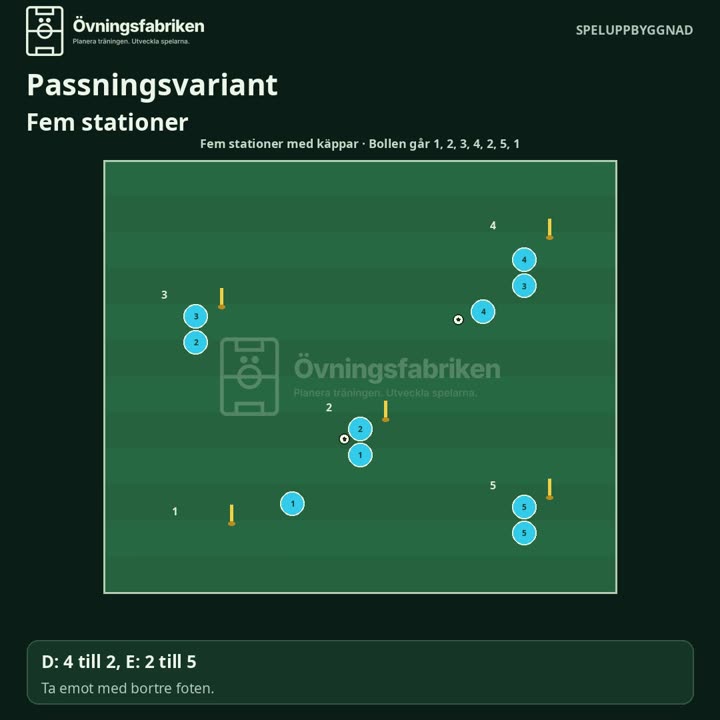 Övningsfabriken
Planera träningen. Utveckla spelarna.
SPELUPPBYGGNAD
Passningsvariant
Fem stationer
Fem stationer med käppar · Bollen går 1, 2, 3, 4, 2, 5, 1
4
4
3
3
4
3
2
Övningsfabriken
Planera träningen. Utveckla spelarna.
2
2
1
5
1
5
1
5
D: 4 till 2, E: 2 till 5
Ta emot med bortre foten.